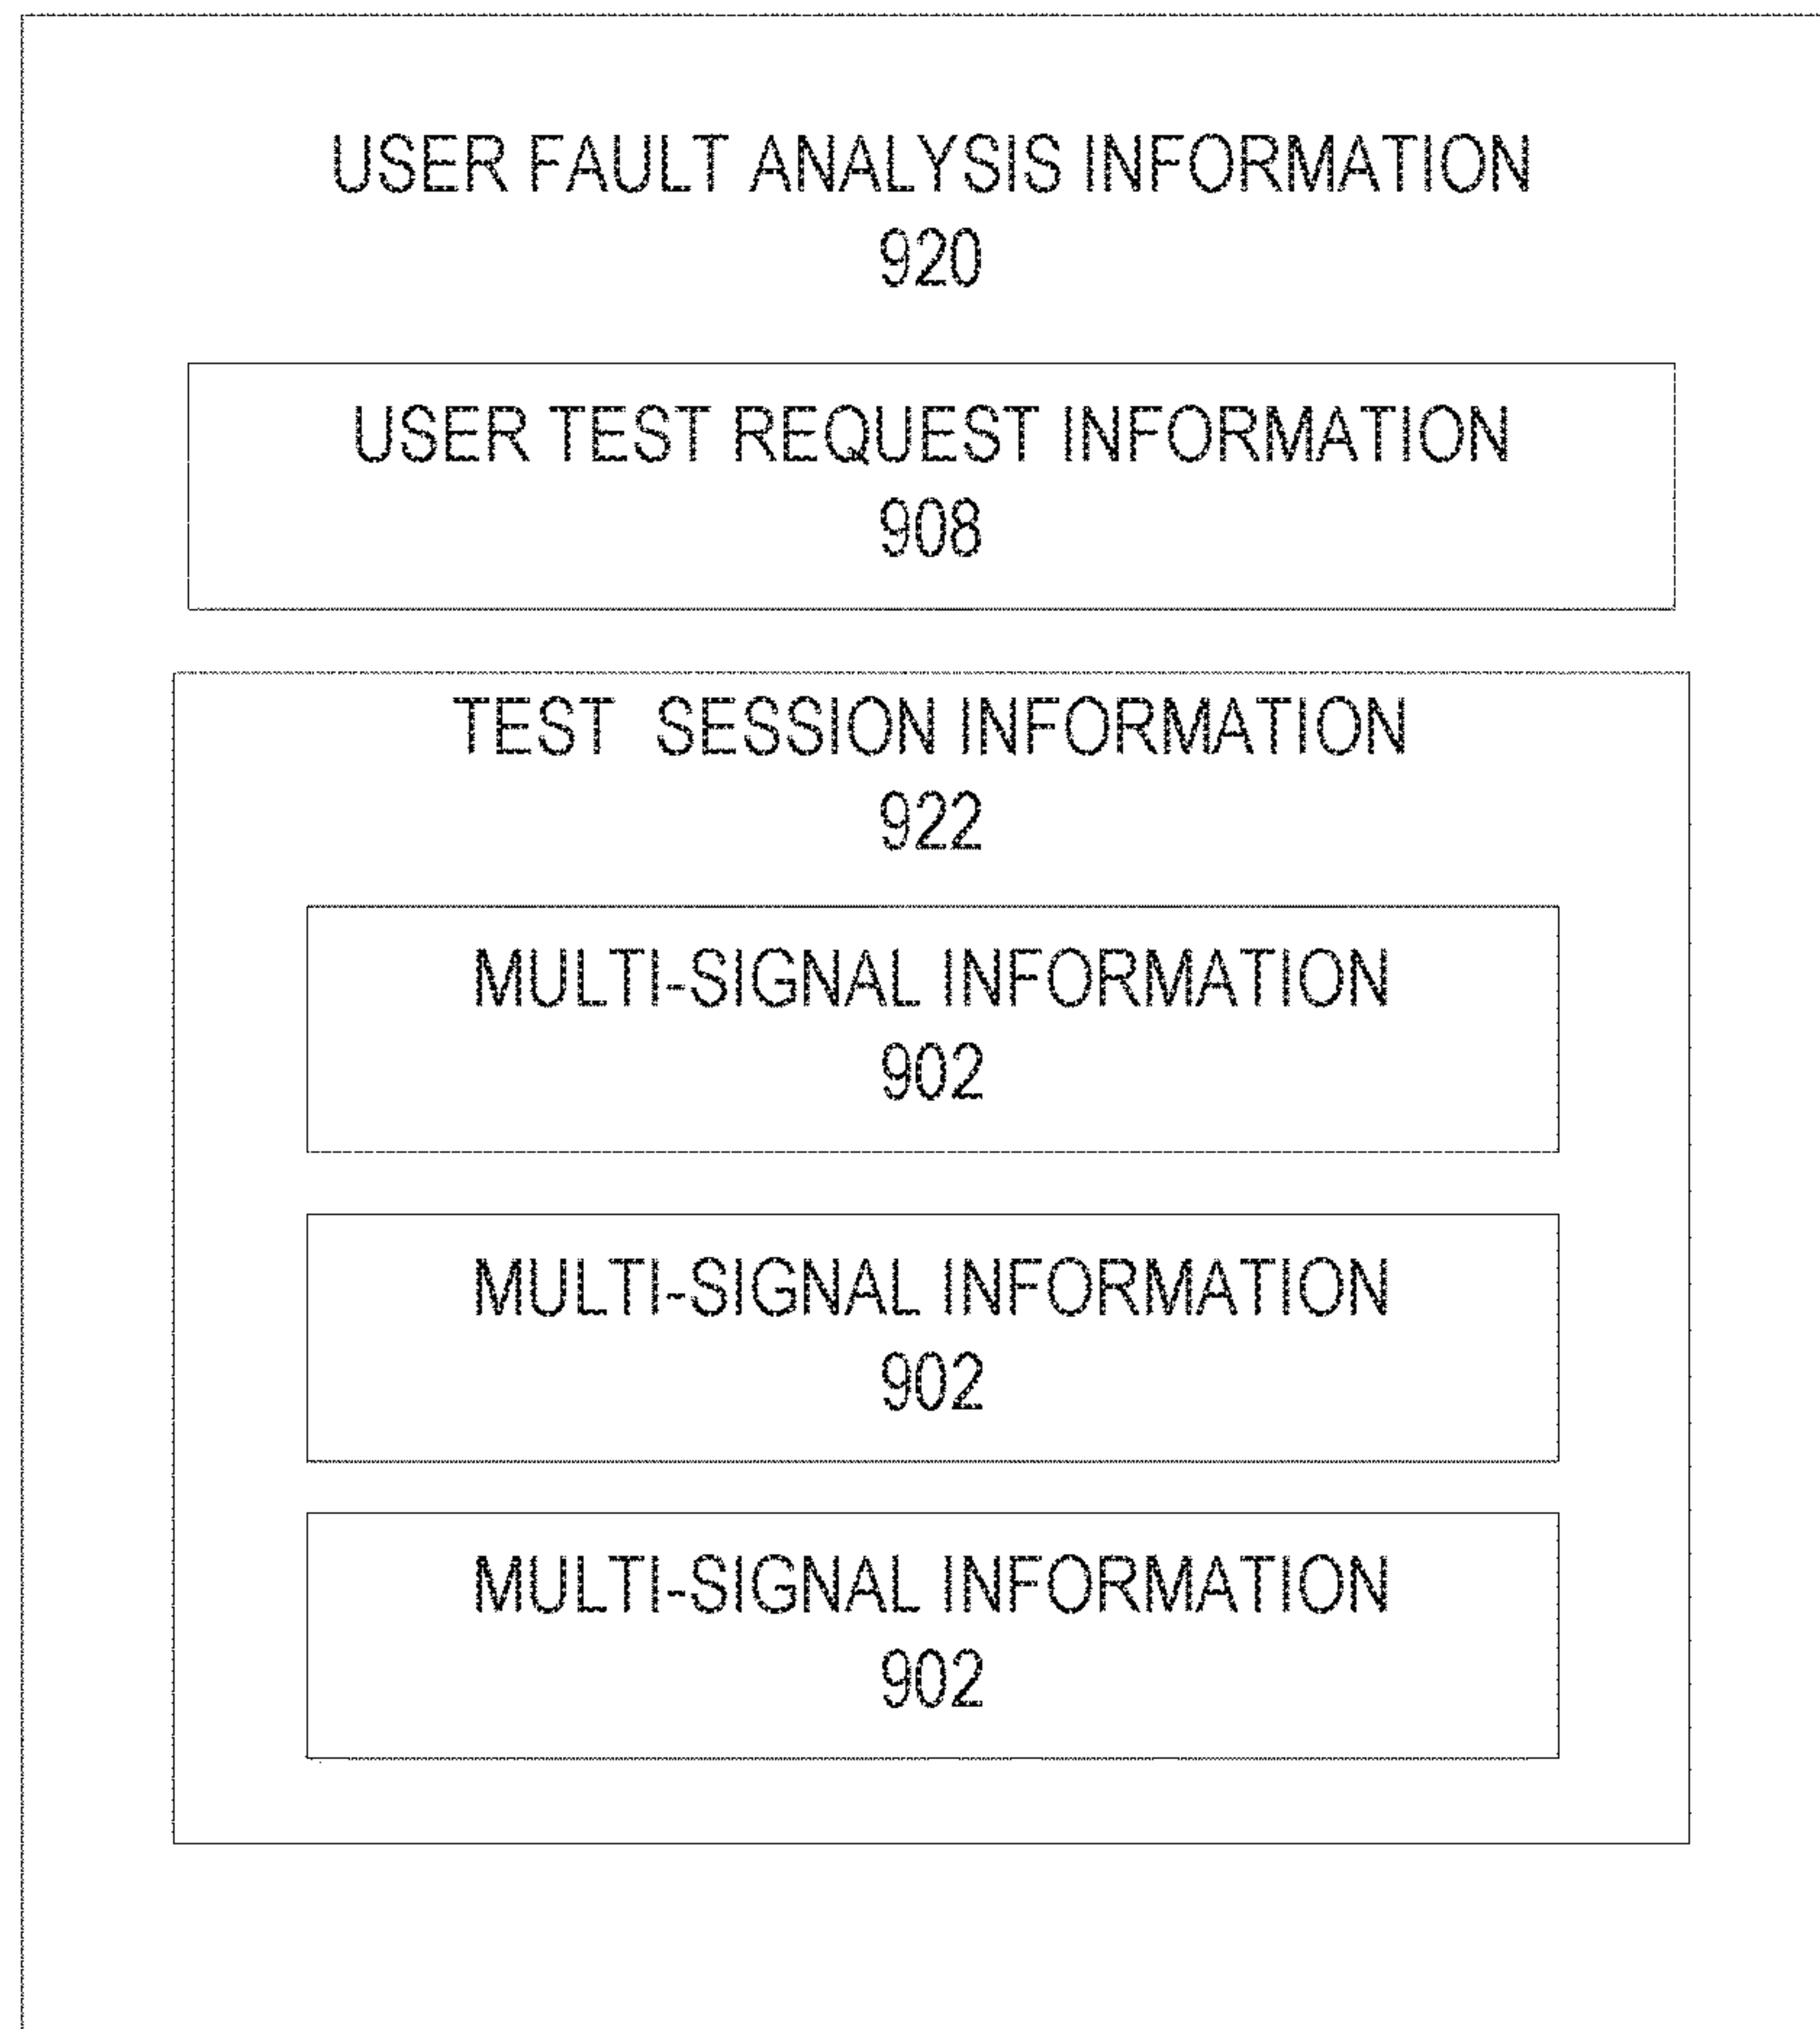 USER FAULT ANALYSIS INFORMATION
920
USER TEST REQUEST INFORMATION
908
TEST SESSION INFORMATION
922
MULTI-SIGNAL INFORMATION
902
MULTI-SIGNAL INFORMATION
902
MULTI-SIGNAL INFORMATION
902